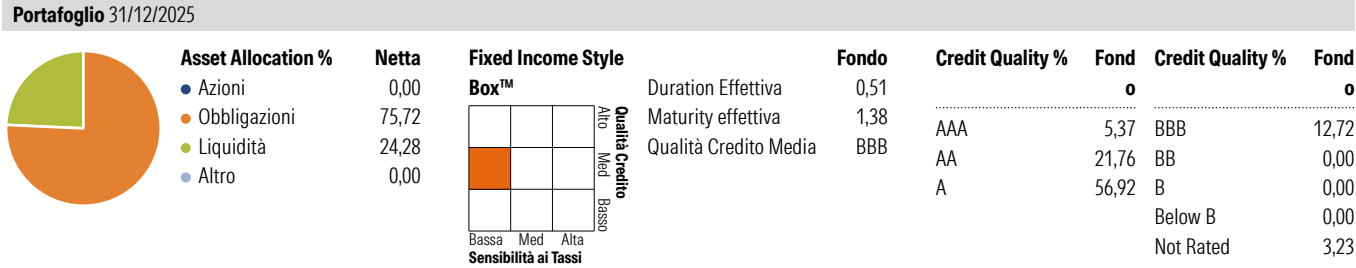 Portafoglio 31/12/2025
Asset Allocation % Netta
Azioni 0,00
Obbligazioni 75,72
Liquidità 24,28
Altro 0,00
Fixed Income Style
Box™
Alto Med Basso
Qualità Credito
Bassa Med Alta
Sensibilità ai Tassi
Fondo
Duration Effettiva 0,51
Maturity effettiva 1,38
Qualità Credito Media BBB
Credit Quality % Fond
o
AAA 5,37
AA 21,76
A 56,92
Credit Quality % Fond
o
BBB 12,72
BB 0,00
B 0,00
Below B 0,00
Not Rated 3,23